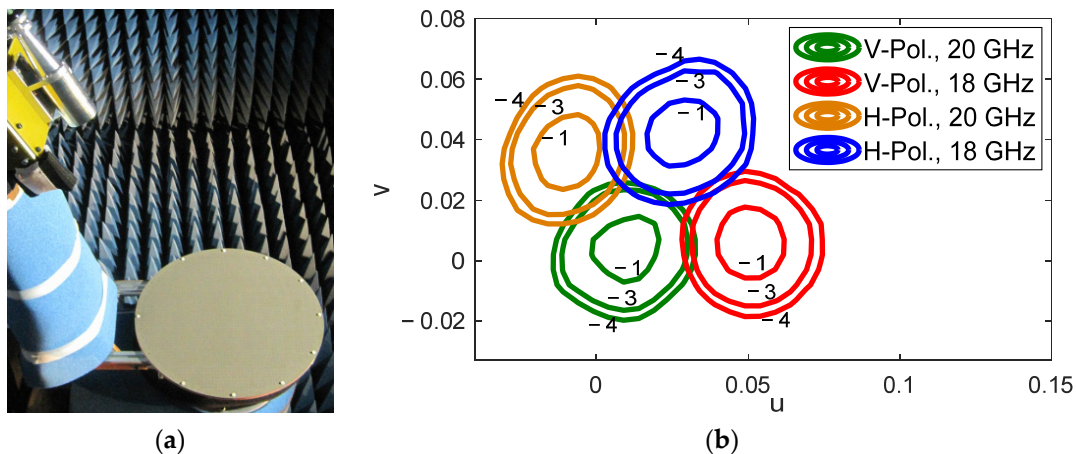 0.08
0.06
0.04
0.02
0
− 0.02
v
0
0.05
0.1
0.15
u
V-Pol., 20 GHz
V-Pol., 18 GHz
H-Pol., 20 GHz
H-Pol., 18 GHz
− 4
− 3
− 1
− 4
− 3
− 1
− 1
− 3
− 4
− 1
− 3
− 4
(a)
(b)